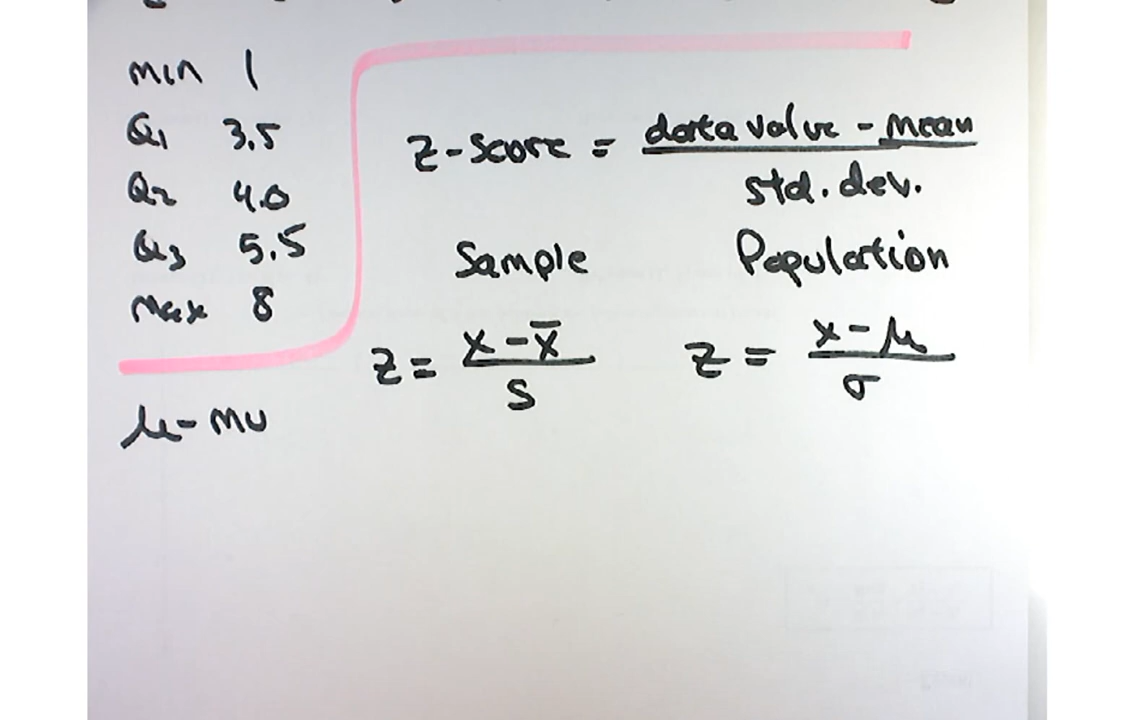 min 1
Q1 3.5
Q2 4.0
Q3 5.5
Max 8
μ - mu
z-score = data value - mean / std. dev.
Sample Population
z = x - x̄ / s z = x - μ / σ